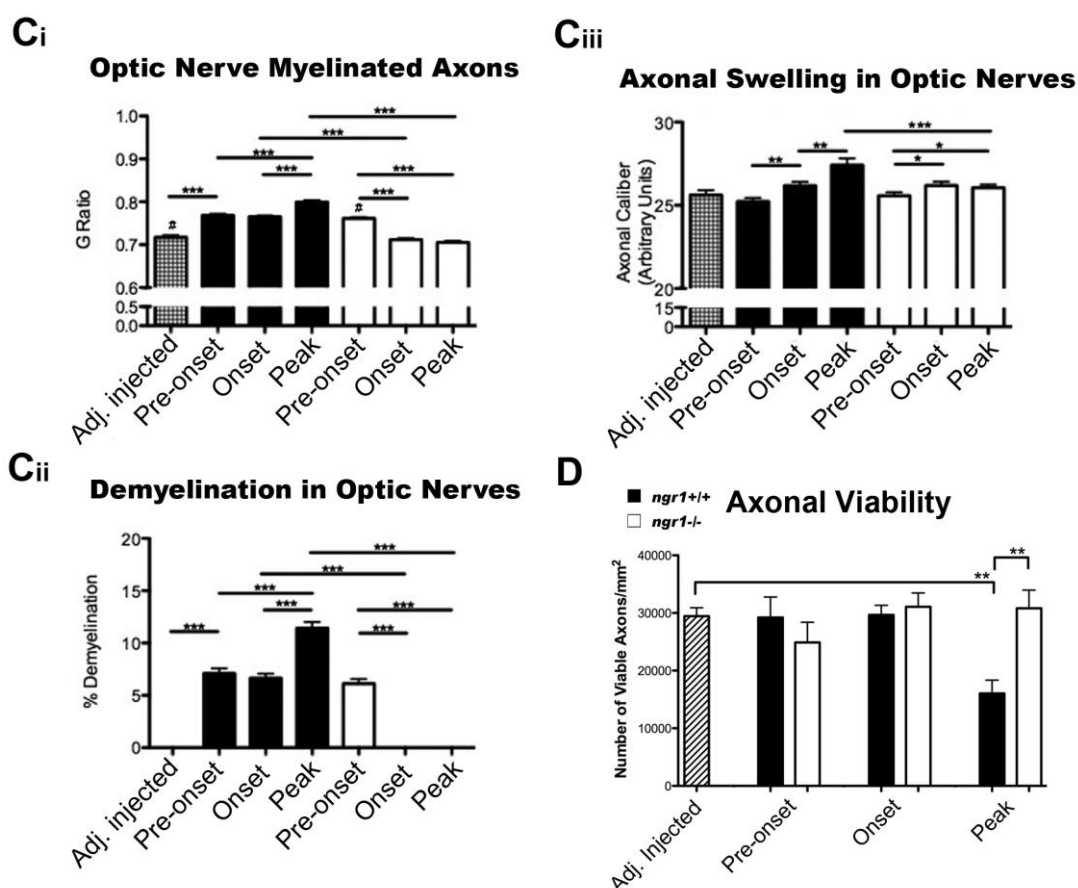 Ci
Optic Nerve Myelinated Axons
G Ratio
1.0
0.9
0.8
0.7
0.6
0.5
0.0
***
***
***
***
***
***
***
#
#
Adj. injected
Pre-onset
Onset
Peak
Pre-onset
Onset
Peak
Ciii
Axonal Swelling in Optic Nerves
Axonal Caliber
(Arbitrary Units)
30
25
20
15
0
***
**
**
*
*
Adj. injected
Pre-onset
Onset
Peak
Pre-onset
Onset
Peak
Cii
Demyelination in Optic Nerves
% Demyelination
20
15
10
5
0
***
***
***
***
***
***
***
Adj. injected
Pre-onset
Onset
Peak
Pre-onset
Onset
Peak
D
ngr1+/+
ngr1-/-
Axonal Viability
Number of Viable Axons/mm²
40000
30000
20000
10000
0
**
**
Adj. Injected
Pre-onset
Onset
Peak